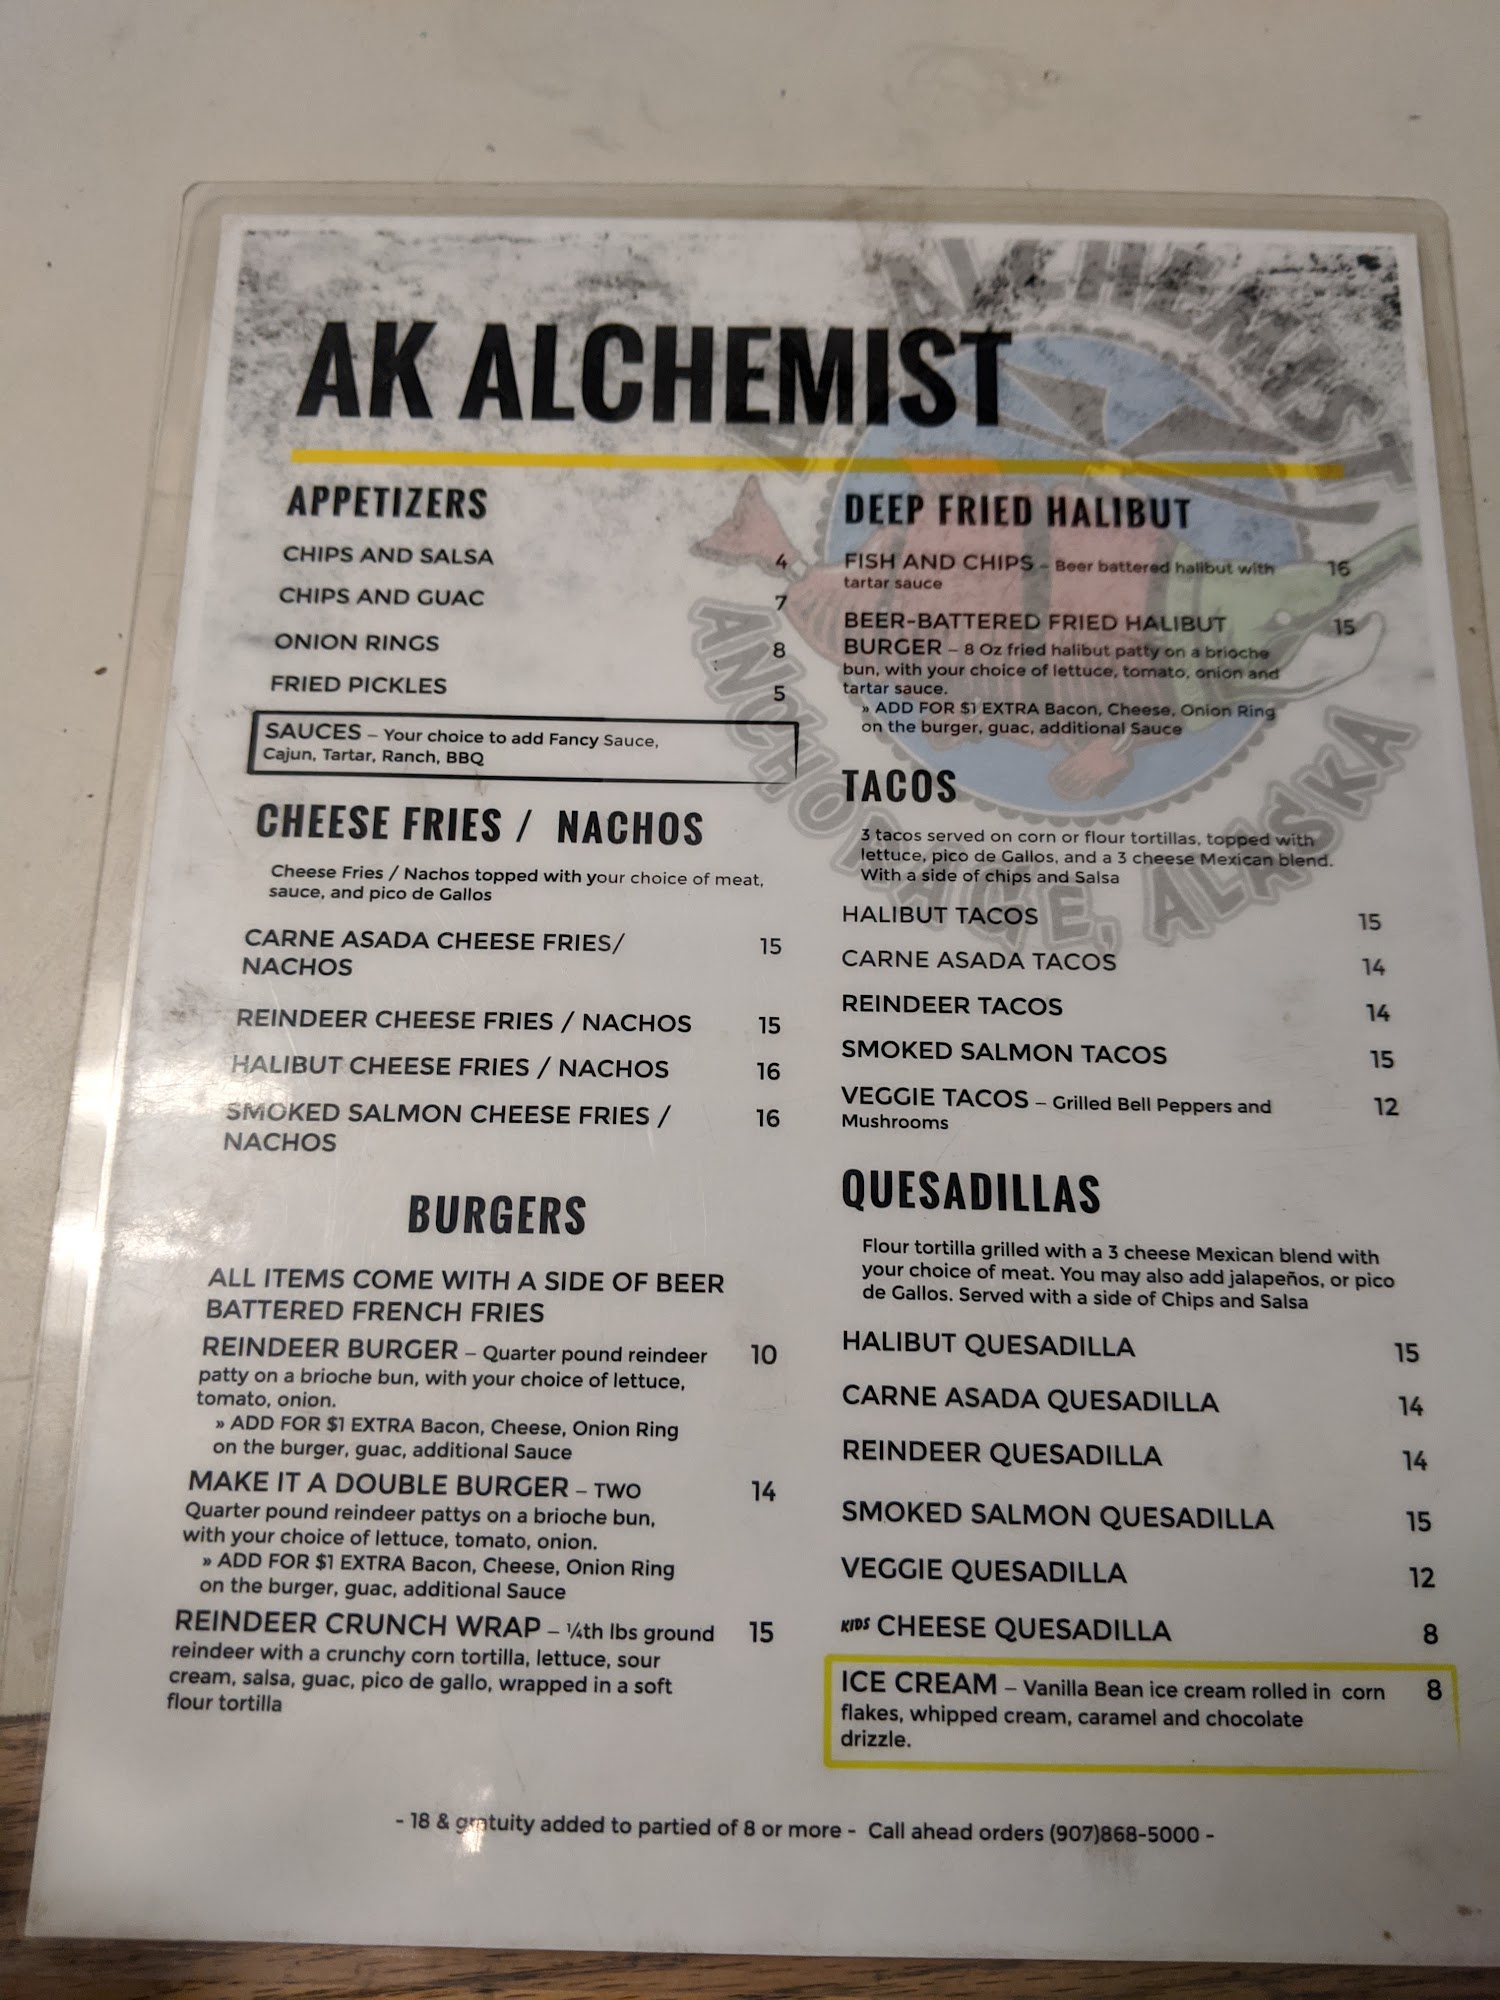 AK ALCHEMIST
APPETIZERS
CHIPS AND SALSA 4
CHIPS AND GUAC 7
ONION RINGS 8
FRIED PICKLES 5
SAUCES – Your choice to add Fancy Sauce,
Cajun, Tartar, Ranch, BBQ
CHEESE FRIES / NACHOS
Cheese Fries / Nachos topped with your choice of meat,
sauce, and pico de Gallos
CARNE ASADA CHEESE FRIES/ 15
NACHOS
REINDEER CHEESE FRIES / NACHOS 15
HALIBUT CHEESE FRIES / NACHOS 16
SMOKED SALMON CHEESE FRIES / 16
NACHOS
BURGERS
ALL ITEMS COME WITH A SIDE OF BEER
BATTERED FRENCH FRIES
REINDEER BURGER – Quarter pound reindeer 10
patty on a brioche bun, with your choice of lettuce,
tomato, onion.
» ADD FOR $1 EXTRA Bacon, Cheese, Onion Ring
on the burger, guac, additional Sauce
MAKE IT A DOUBLE BURGER – TWO 14
Quarter pound reindeer pattys on a brioche bun,
with your choice of lettuce, tomato, onion.
» ADD FOR $1 EXTRA Bacon, Cheese, Onion Ring
on the burger, guac, additional Sauce
REINDEER CRUNCH WRAP – ¼th lbs ground 15
reindeer with a crunchy corn tortilla, lettuce, sour
cream, salsa, guac, pico de gallo, wrapped in a soft
flour tortilla
DEEP FRIED HALIBUT
FISH AND CHIPS – Beer battered halibut with 16
tartar sauce
BEER-BATTERED FRIED HALIBUT 15
BURGER – 8 Oz fried halibut patty on a brioche
bun, with your choice of lettuce, tomato, onion and
tartar sauce.
» ADD FOR $1 EXTRA Bacon, Cheese, Onion Ring
on the burger, guac, additional Sauce
TACOS
3 tacos served on corn or flour tortillas, topped with
lettuce, pico de Gallos, and a 3 cheese Mexican blend.
With a side of chips and Salsa
HALIBUT TACOS 15
CARNE ASADA TACOS 14
REINDEER TACOS 14
SMOKED SALMON TACOS 15
VEGGIE TACOS – Grilled Bell Peppers and 12
Mushrooms
QUESADILLAS
Flour tortilla grilled with a 3 cheese Mexican blend with
your choice of meat. You may also add jalapeños, or pico
de Gallos. Served with a side of Chips and Salsa
HALIBUT QUESADILLA 15
CARNE ASADA QUESADILLA 14
REINDEER QUESADILLA 14
SMOKED SALMON QUESADILLA 15
VEGGIE QUESADILLA 12
KIDS CHEESE QUESADILLA 8
ICE CREAM – Vanilla Bean ice cream rolled in corn 8
flakes, whipped cream, caramel and chocolate
drizzle.
- 18 & gratuity added to partied of 8 or more - Call ahead orders (907)868-5000 -
ALCHEMIST
ANCHORAGE, ALASKA